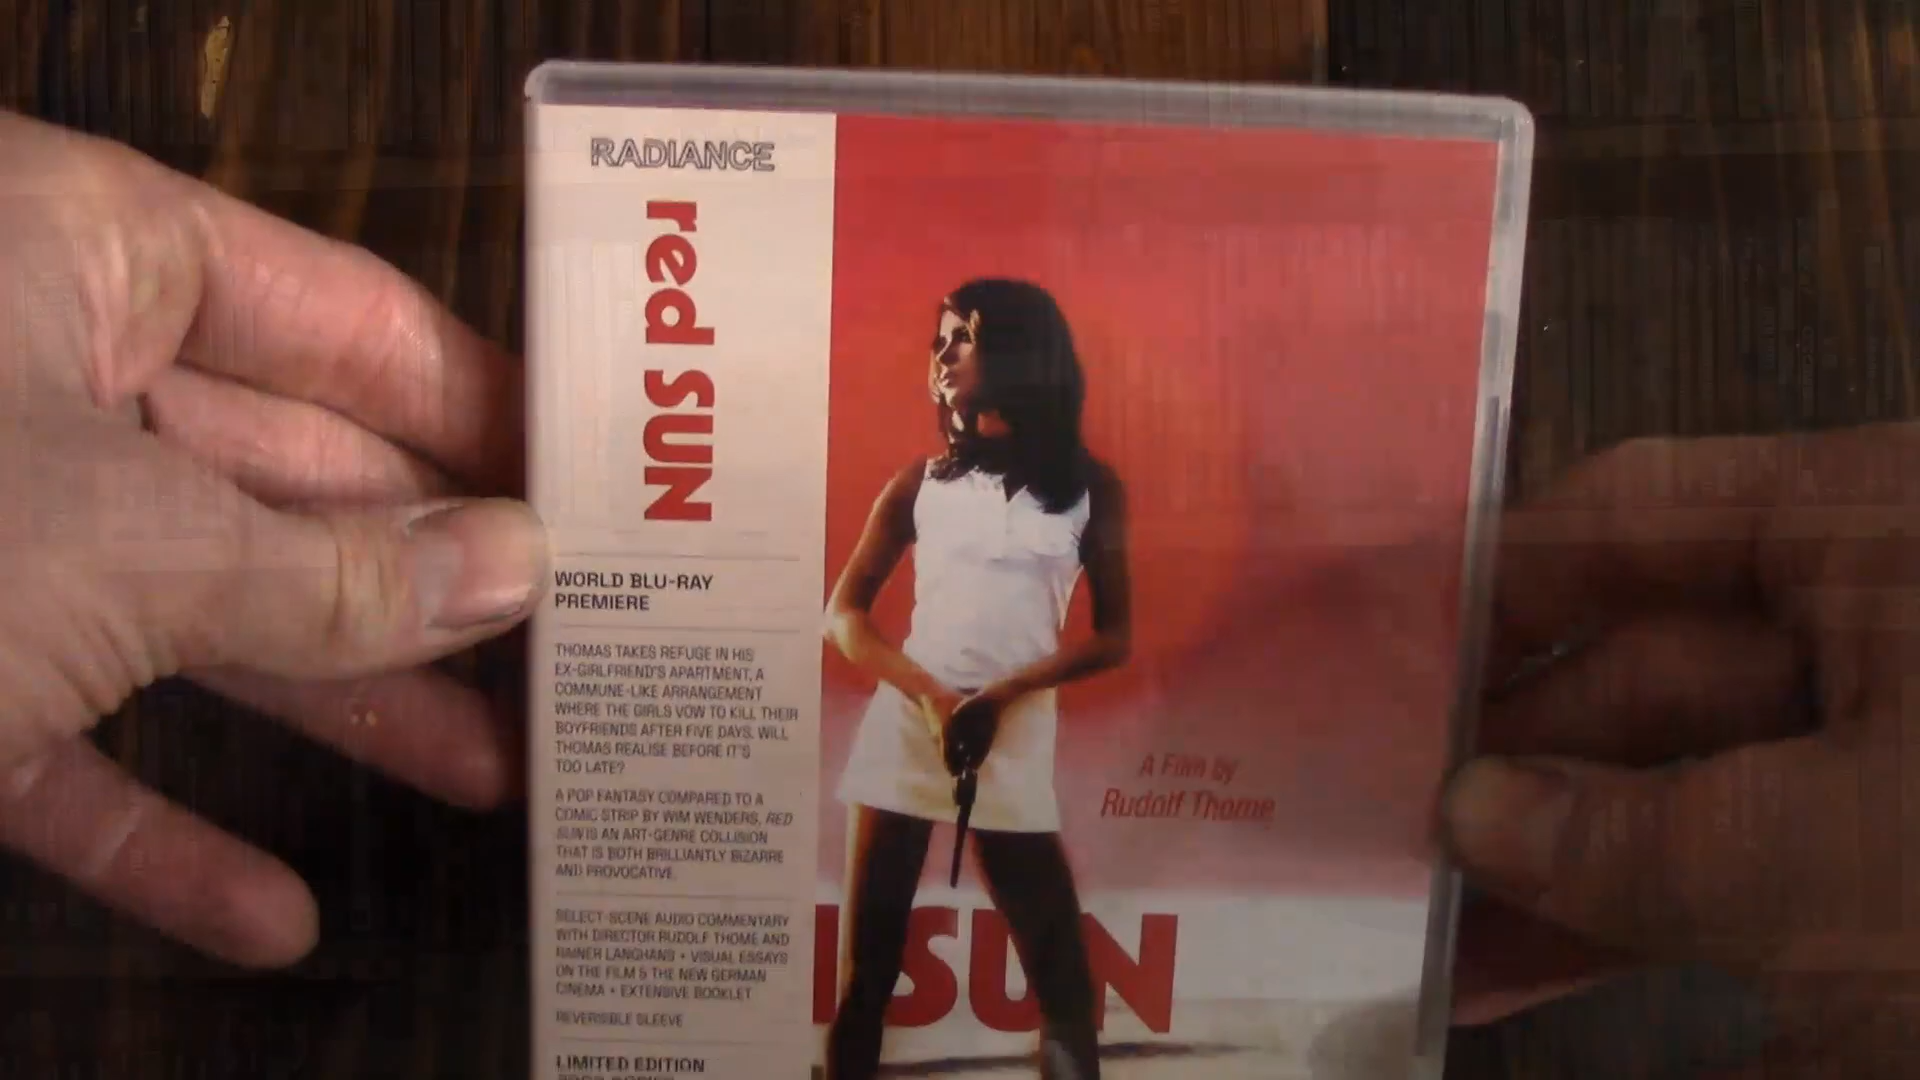 RADIANCE
red SUN
WORLD BLU-RAY
PREMIERE
THOMAS TAKES REFUGE IN HIS
EX-GIRLFRIEND'S APARTMENT, A
COMMUNE-LIKE ARRANGEMENT
WHERE THE GIRLS VOW TO KILL THEIR
BOYFRIENDS AFTER FIVE DAYS. WILL
THOMAS REALISE BEFORE IT'S
TOO LATE?
A POP FANTASY COMPARED TO A
COMIC STRIP BY WIM WENDERS, RED
SUN IS AN ART-GENRE COLLISION
THAT IS BOTH BRILLIANTLY BIZARRE
AND PROVOCATIVE.
SELECT-SCENE AUDIO COMMENTARY
WITH DIRECTOR RUDOLF THOME AND
RAINER LANGHANS • VISUAL ESSAYS
ON THE FILM & THE NEW GERMAN
CINEMA • EXTENSIVE BOOKLET
REVERSIBLE SLEEVE
LIMITED EDITION
A Film by
Rudolf Thome
SUN